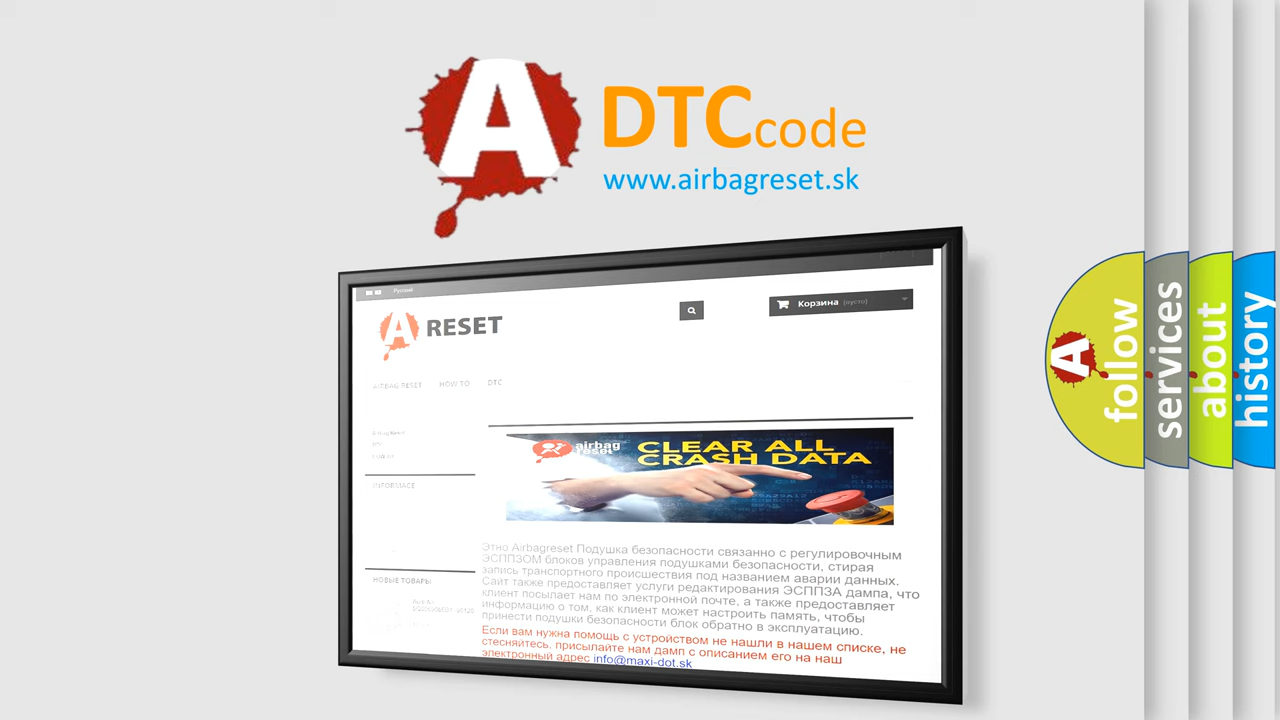 A
DTCcode
www.airbagreset.sk
Русский
A RESET
Корзина (пусто)
AIRBAG RESET HOW TO DTC
Airbag Reset
DTC
INFORMACE
airbag
reset
CLEAR ALL
CRASH DATA
Этно Airbagreset Подушка безопасности связанно с регулировочным
ЭСППЗОМ блоков управления подушками безопасности, стирая
запись транспортного происшествия под названием аварии данных.
Сайт также предоставляет услуги редактирования ЭСППЗА дампа, что
клиент посылает нам по электронной почте, а также предоставляет
информацию о том, как клиент может настроить память, чтобы
принести подушки безопасности блок обратно в эксплуатацию.
НОВЫЕ ТОВАРЫ
Если вам нужна помощь с устройством не нашли в нашем списке, не
стесняйтесь, присылайте нам дамп с описанием его на наш
электронный адрес info@maxi-dot.sk
A
follow
services
about
history